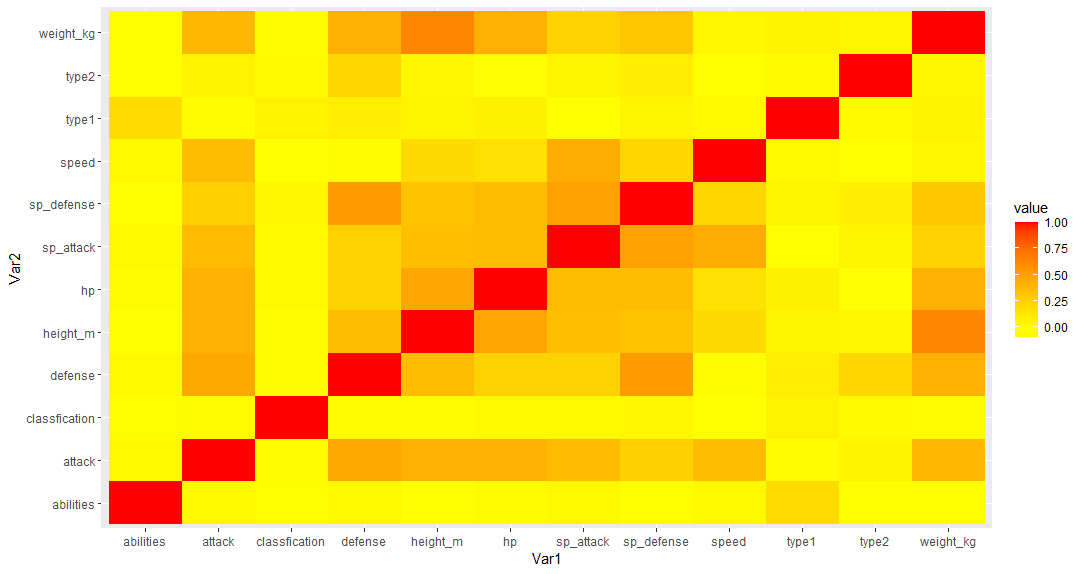 weight_kg
type2
type1
speed
sp_defense
sp_attack
hp
height_m
defense
classfication
attack
abilities
Var2
abilities attack classfication defense height_m hp sp_attack sp_defense speed type1 type2 weight_kg
Var1
value
1.00
0.75
0.50
0.25
0.00